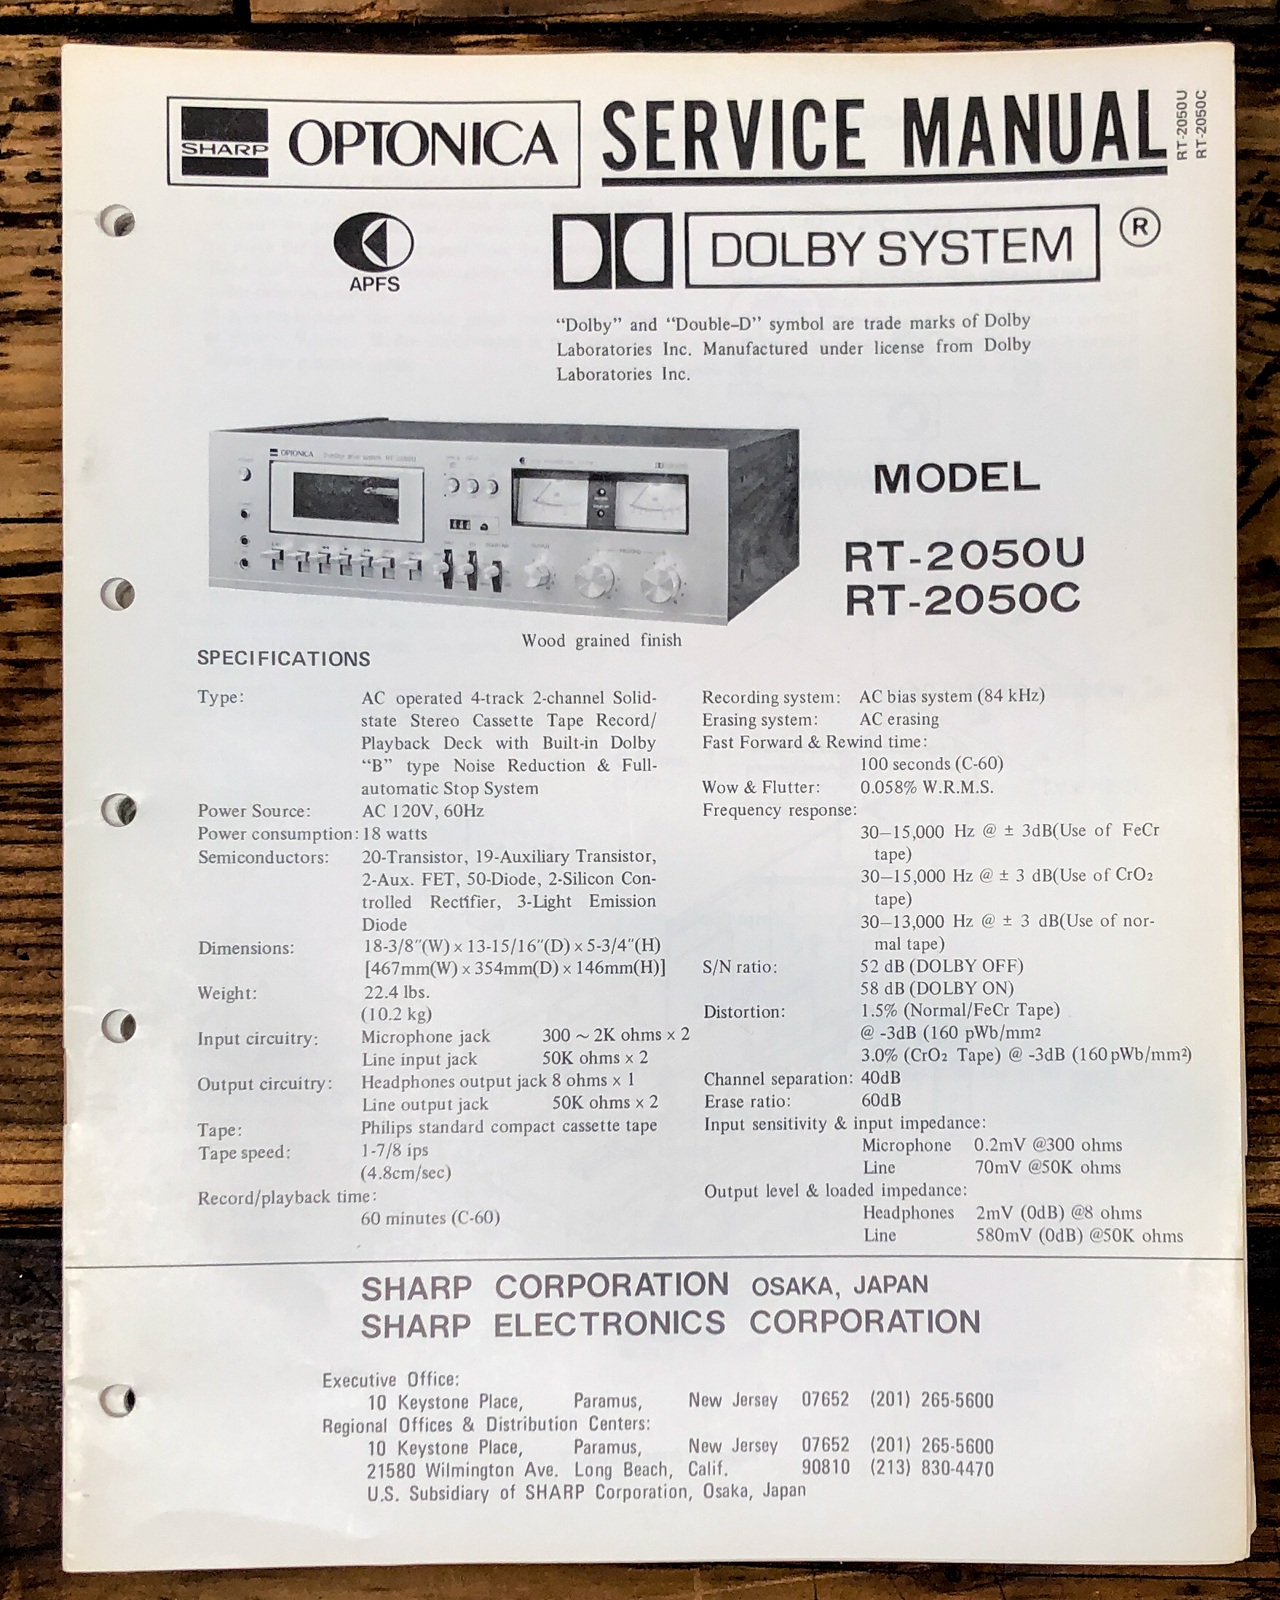 SHARP
OPTONICA
SERVICE MANUAL
RT-2050U
RT-2050C
APFS
DOLBY SYSTEM
®
“Dolby” and “Double–D” symbol are trade marks of Dolby
Laboratories Inc. Manufactured under license from Dolby
Laboratories Inc.
OPTONICA
MODEL
RT-2050U
RT-2050C
Wood grained finish
SPECIFICATIONS
Type: AC operated 4-track 2-channel Solid-
state Stereo Cassette Tape Record/
Playback Deck with Built-in Dolby
“B” type Noise Reduction & Full-
automatic Stop System
Power Source: AC 120V, 60Hz
Power consumption: 18 watts
Semiconductors: 20-Transistor, 19-Auxiliary Transistor,
2-Aux. FET, 50-Diode, 2-Silicon Con-
trolled Rectifier, 3-Light Emission
Diode
Dimensions: 18-3/8″(W) x 13-15/16″(D) x 5-3/4″(H)
[467mm(W) x 354mm(D) x 146mm(H)]
Weight: 22.4 lbs.
(10.2 kg)
Input circuitry: Microphone jack 300 ~ 2K ohms x 2
Line input jack 50K ohms x 2
Output circuitry: Headphones output jack 8 ohms x 1
Line output jack 50K ohms x 2
Tape: Philips standard compact cassette tape
Tape speed: 1-7/8 ips
(4.8cm/sec)
Record/playback time:
60 minutes (C-60)
Recording system: AC bias system (84 kHz)
Erasing system: AC erasing
Fast Forward & Rewind time:
100 seconds (C-60)
Wow & Flutter: 0.058% W.R.M.S.
Frequency response:
30–15,000 Hz @ ± 3dB(Use of FeCr
tape)
30–15,000 Hz @ ± 3 dB(Use of CrO2
tape)
30–13,000 Hz @ ± 3 dB(Use of nor-
mal tape)
S/N ratio: 52 dB (DOLBY OFF)
58 dB (DOLBY ON)
Distortion: 1.5% (Normal/FeCr Tape)
@ -3dB (160 pWb/mm2
3.0% (CrO2 Tape) @ -3dB (160pWb/mm2)
Channel separation: 40dB
Erase ratio: 60dB
Input sensitivity & input impedance:
Microphone 0.2mV @300 ohms
Line 70mV @50K ohms
Output level & loaded impedance:
Headphones 2mV (0dB) @8 ohms
Line 580mV (0dB) @50K ohms
SHARP CORPORATION OSAKA, JAPAN
SHARP ELECTRONICS CORPORATION
Executive Office:
10 Keystone Place, Paramus, New Jersey 07652 (201) 265-5600
Regional Offices & Distribution Centers:
10 Keystone Place, Paramus, New Jersey 07652 (201) 265-5600
21580 Wilmington Ave. Long Beach, Calif. 90810 (213) 830-4470
U.S. Subsidiary of SHARP Corporation, Osaka, Japan